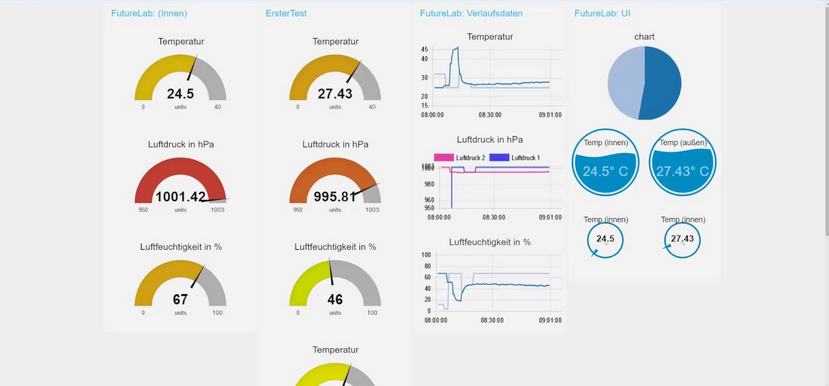 FutureLab: (Innen)
Temperatur
24.5
0 units 40
Luftdruck in hPa
1001.42
950 1003
Luftfeuchtigkeit in %
67
0 units 100
ErsterTest
Temperatur
27.43
0 units 40
Luftdruck in hPa
995.81
950 1003
Luftfeuchtigkeit in %
46
0 units 100
Temperatur
FutureLab: Verlaufsdaten
Temperatur
45
40
30
20
15
08:00:00 08:30:00 09:01:00
Luftdruck in hPa
Luftdruck 2 Luftdruck 1
1003
980
960
950
08:00:00 08:30:00 09:01:00
Luftfeuchtigkeit in %
100
80
60
40
20
0
08:00:00 08:30:00 09:01:00
FutureLab: UI
chart
Temp (innen) Temp (außen)
24.5° C 27.43° C
Temp (innen) Temp (innen)
24.5 27.43